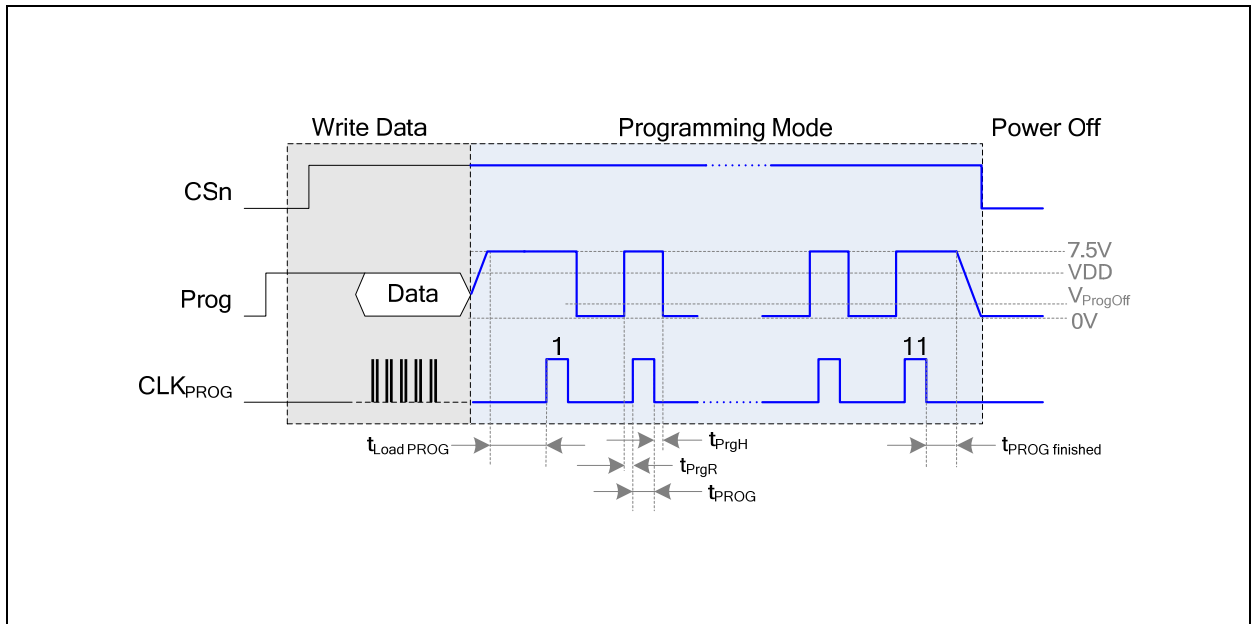 Write Data Programming Mode Power Off
CSn
7.5V
VDD
Prog Data
VProgOff
0V
1 11
CLKPROG
tLoad PROG tPrgH tPROG finished
tPrgR
tPROG